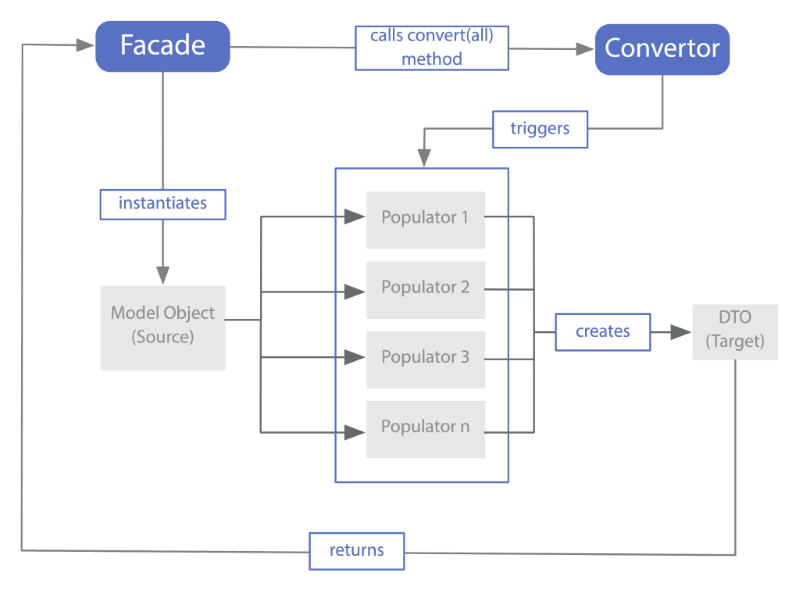 Facade
calls convert(all)
method
Convertor
triggers
instantiates
Populator 1
Populator 2
Populator 3
Populator n
Model Object
(Source)
creates
DTO
(Target)
returns